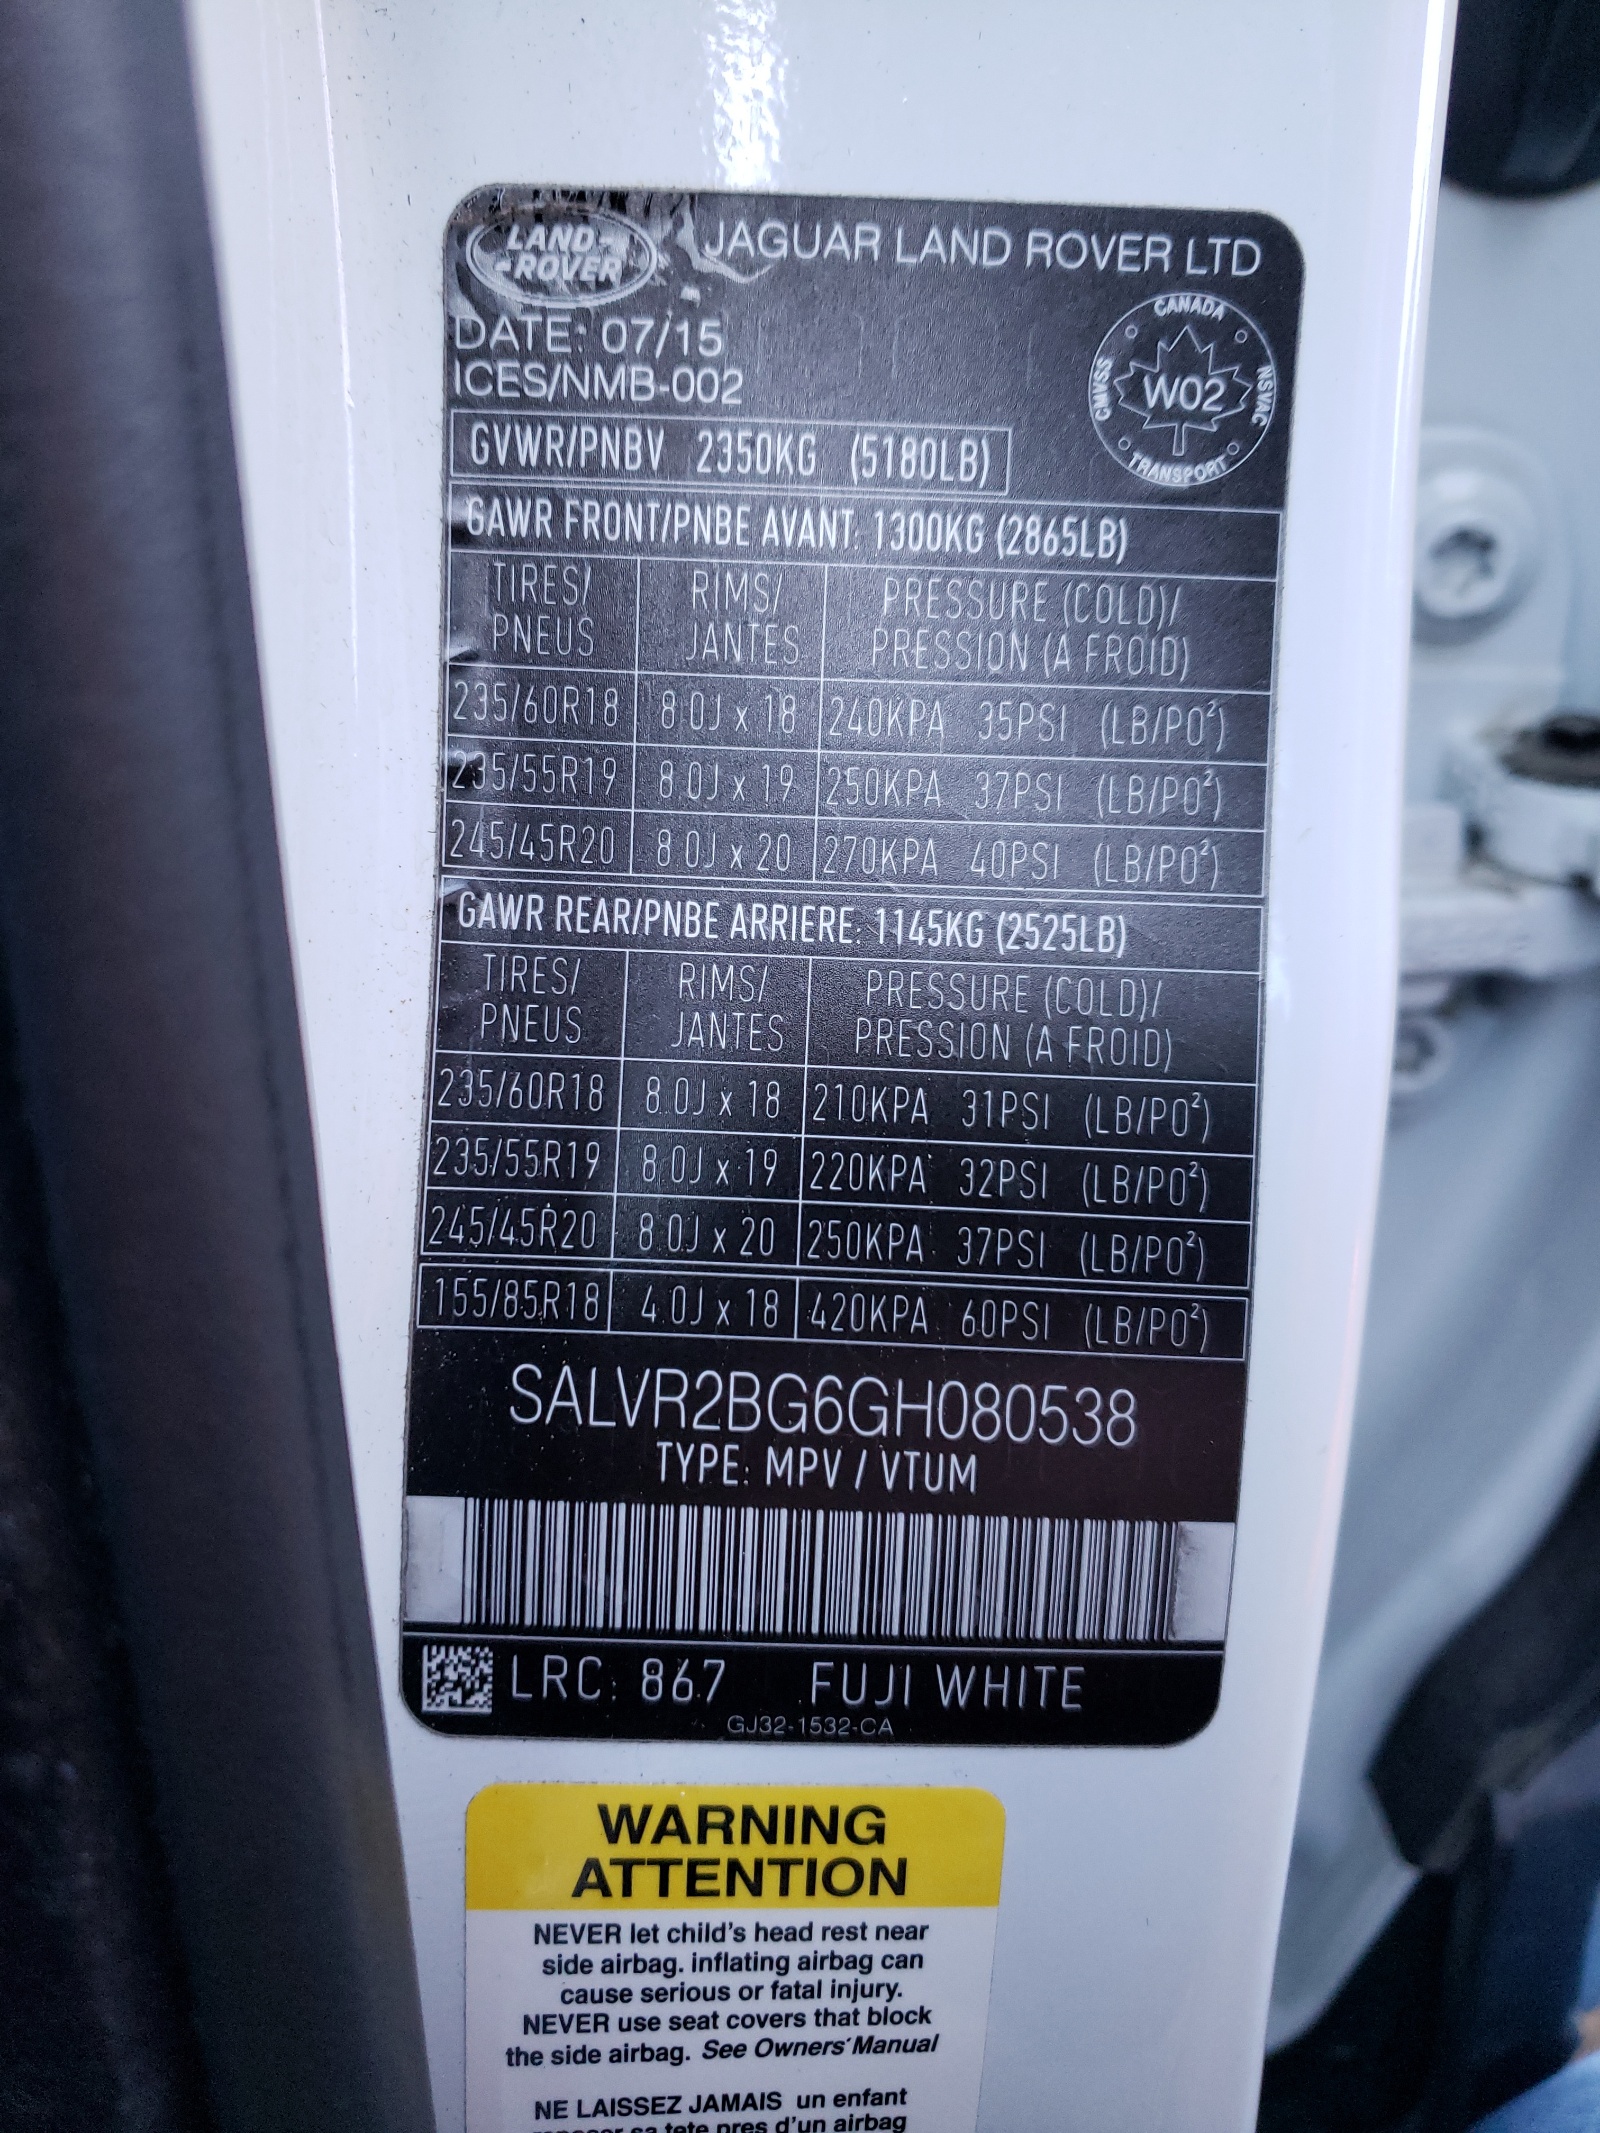 LAND-
-ROVER
JAGUAR LAND ROVER LTD
DATE: 07/15
ICES/NMB-002
CANADA
CMVSS
W02
NSVAC
TRANSPORT
GVWR/PNBV 2350KG (5180LB)
GAWR FRONT/PNBE AVANT: 1300KG (2865LB)
TIRES/ RIMS/ PRESSURE (COLD)/
PNEUS JANTES PRESSION (A FROID)
235/60R18 8.0J x 18 240KPA 35PSI (LB/PO²)
235/55R19 8.0J x 19 250KPA 37PSI (LB/PO²)
245/45R20 8.0J x 20 270KPA 40PSI (LB/PO²)
GAWR REAR/PNBE ARRIERE: 1145KG (2525LB)
TIRES/ RIMS/ PRESSURE (COLD)/
PNEUS JANTES PRESSION (A FROID)
235/60R18 8.0J x 18 210KPA 31PSI (LB/PO²)
235/55R19 8.0J x 19 220KPA 32PSI (LB/PO²)
245/45R20 8.0J x 20 250KPA 37PSI (LB/PO²)
155/85R18 4.0J x 18 420KPA 60PSI (LB/PO²)
SALVR2BG6GH080538
TYPE: MPV / VTUM
LRC: 867 FUJI WHITE
GJ32-1532-CA
WARNING
ATTENTION
NEVER let child's head rest near
side airbag. inflating airbag can
cause serious or fatal injury.
NEVER use seat covers that block
the side airbag. See Owners' Manual
NE LAISSEZ JAMAIS un enfant
reposer sa tete pres d'un airbag